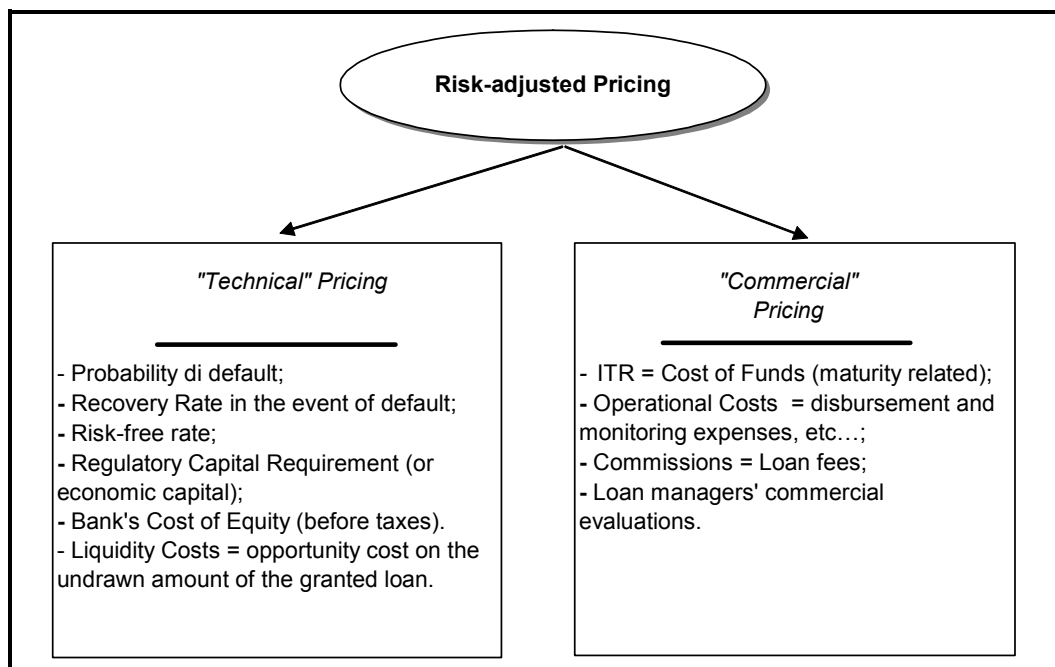 Risk-adjusted Pricing
"Technical" Pricing
- Probability di default;
- Recovery Rate in the event of default;
- Risk-free rate;
- Regulatory Capital Requirement (or
economic capital);
- Bank's Cost of Equity (before taxes).
- Liquidity Costs = opportunity cost on the
undrawn amount of the granted loan.
"Commercial"
Pricing
- ITR = Cost of Funds (maturity related);
- Operational Costs = disbursement and
monitoring expenses, etc…;
- Commissions = Loan fees;
- Loan managers' commercial
evaluations.